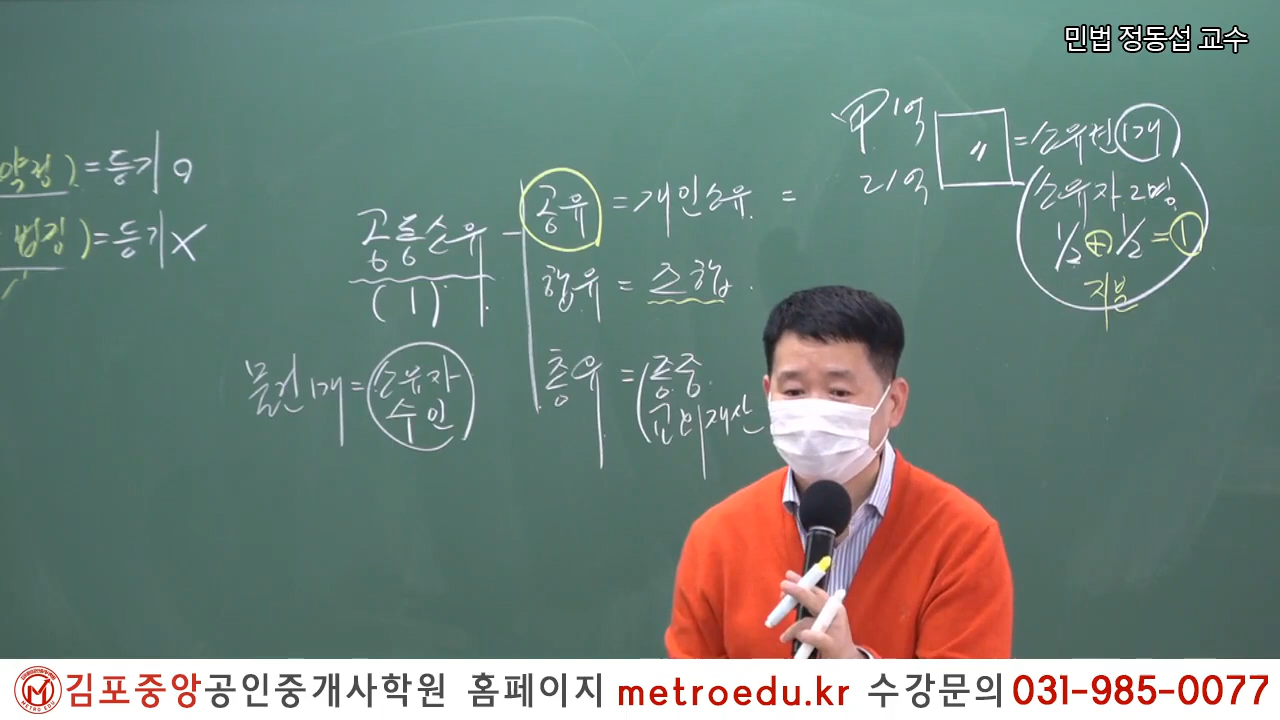 민법 정동섭 교수
약정) = 등기 O
법정) = 등기 X
공동소유
(1)
물건 1개 = 소유자
수인
공유 = 개인소유 =
합유 = 조합
총유 = 종중
교회재산
甲 1억
乙 1억
〃 = 소유권 1개
소유자 2명
1/2 + 1/2 = 1
지분
METRO EDU
김포중앙공인중개사학원 홈페이지 metroedu.kr 수강문의 031-985-0077